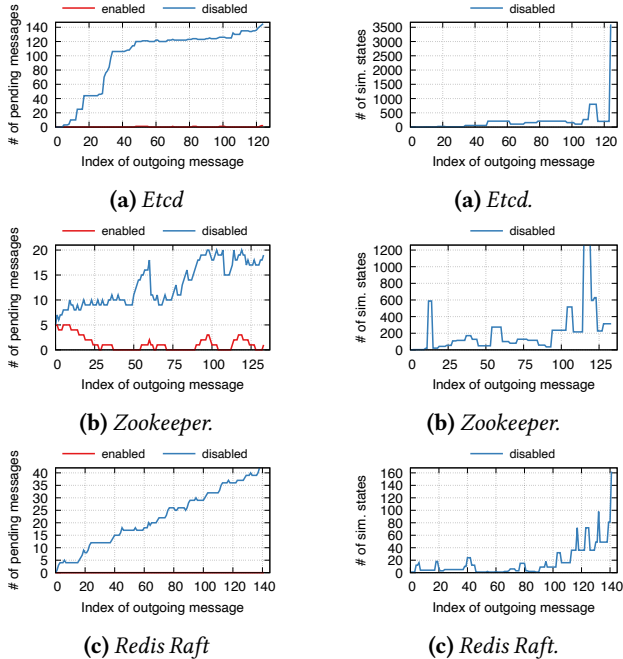 enabled disabled
# of pending messages
140
120
100
80
60
40
20
0
0 20 40 60 80 100 120
Index of outgoing message
(a) Etcd
disabled
# of sim. states
3500
3000
2500
2000
1500
1000
500
0
0 20 40 60 80 100 120
Index of outgoing message
(a) Etcd.
enabled disabled
# of pending messages
20
15
10
5
0
0 25 50 75 100 125
Index of outgoing message
(b) Zookeeper.
disabled
# of sim. states
1200
1000
800
600
400
200
0
0 25 50 75 100 125
Index of outgoing message
(b) Zookeeper.
enabled disabled
# of pending messages
40
35
30
25
20
15
10
5
0
0 20 40 60 80 100 120 140
Index of outgoing message
(c) Redis Raft
disabled
# of sim. states
160
140
120
100
80
60
40
20
0
0 20 40 60 80 100 120 140
Index of outgoing message
(c) Redis Raft.